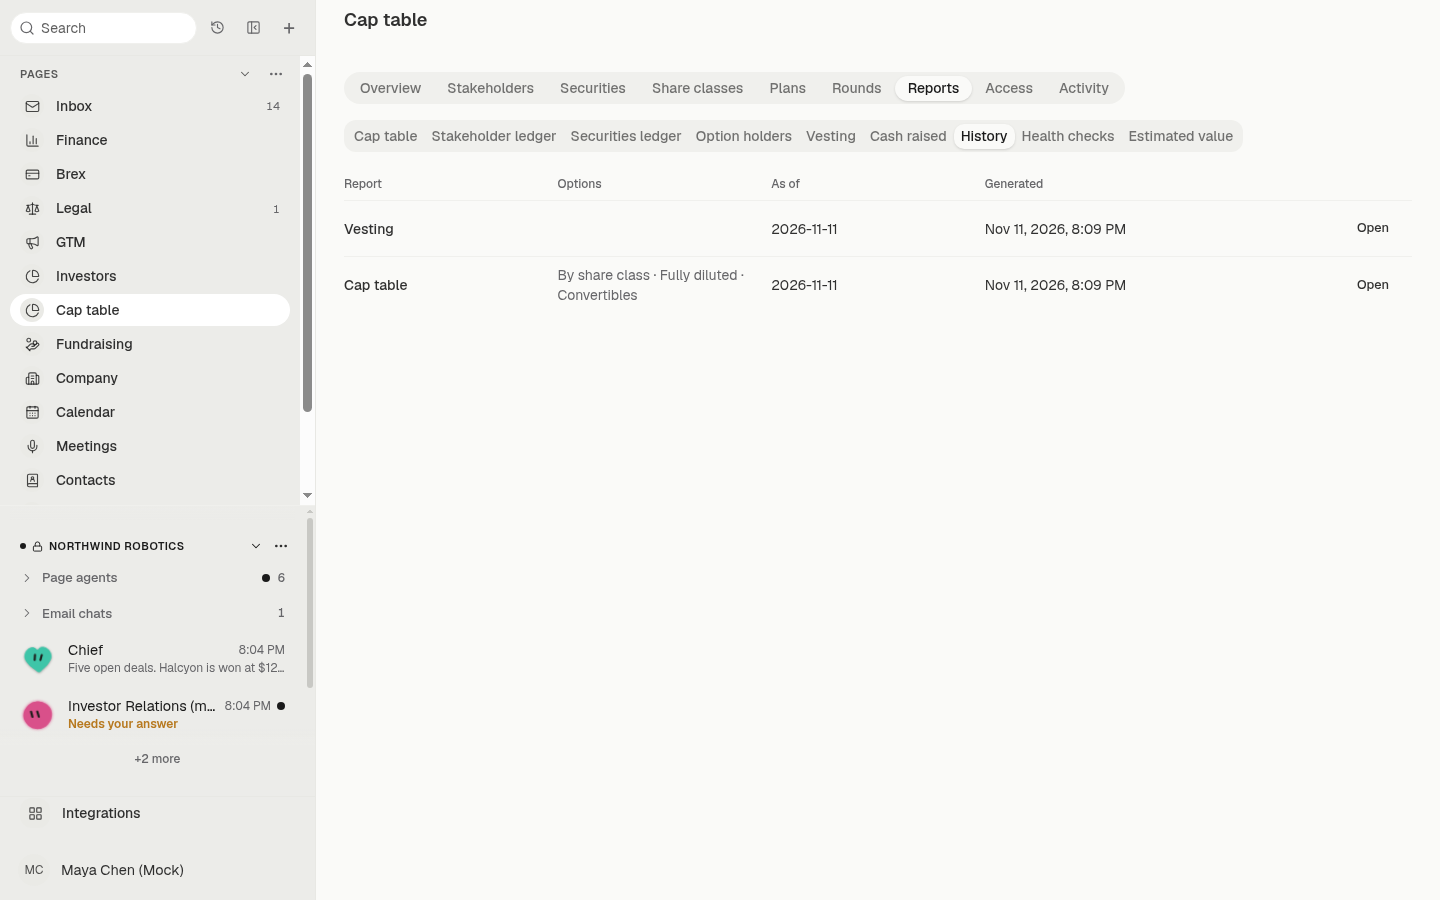 Search
PAGES
Inbox 14
Finance
Brex
Legal 1
GTM
Investors
Cap table
Fundraising
Company
Calendar
Meetings
Contacts
NORTHWIND ROBOTICS
Page agents 6
Email chats 1
Chief 8:04 PM
Five open deals. Halcyon is won at $12...
Investor Relations (m... 8:04 PM
Needs your answer
+2 more
Integrations
MC Maya Chen (Mock)
Cap table
Overview Stakeholders Securities Share classes Plans Rounds Reports Access Activity
Cap table Stakeholder ledger Securities ledger Option holders Vesting Cash raised History Health checks Estimated value
Report Options As of Generated
Vesting 2026-11-11 Nov 11, 2026, 8:09 PM Open
Cap table By share class · Fully diluted · Convertibles 2026-11-11 Nov 11, 2026, 8:09 PM Open